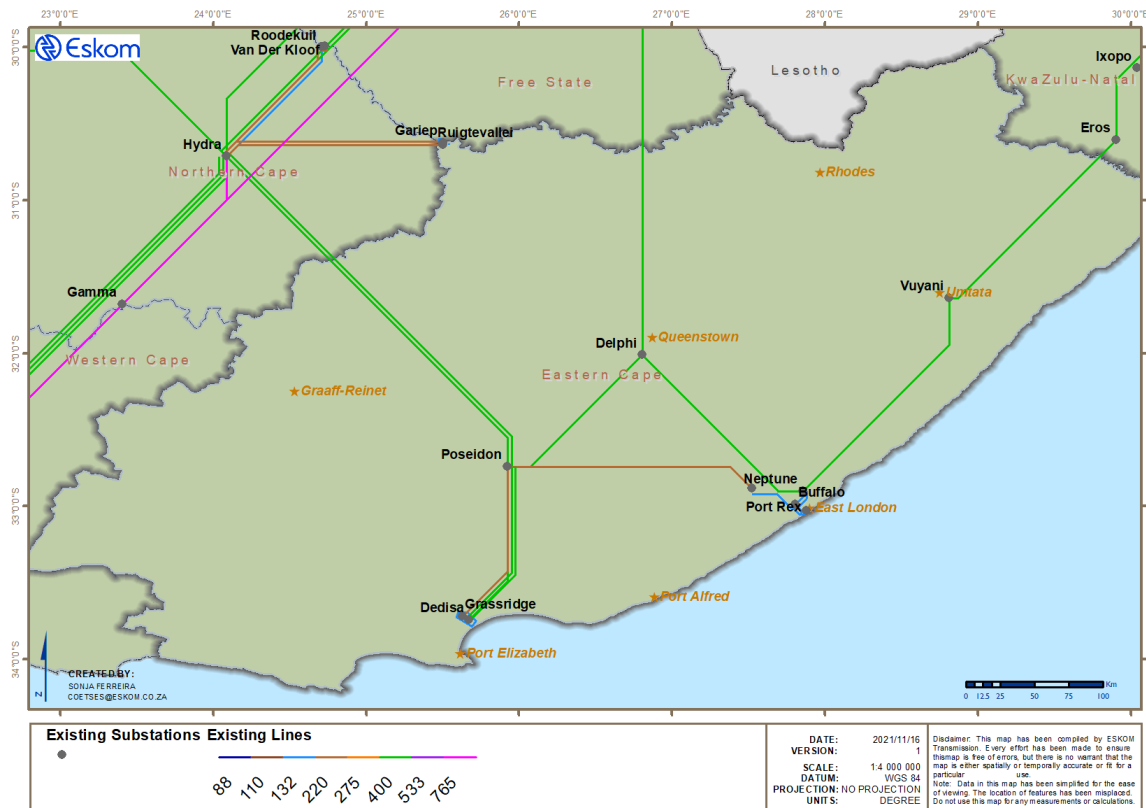 23°0'0"S 24°0'0"S 25°0'0"S 26°0'0"S 27°0'0"S 28°0'0"S 29°0'0"S 30°0'0"S
30°0'0"S
31°0'0"S
32°0'0"S
33°0'0"S
34°0'0"S
Eskom
Roodekuil
Van Der Kloof
Free State
Lesotho
Ixopo
KwaZulu-Natal
Eros
Gariep
Ruigtevallei
Hydra
Northern Cape
Rhodes
Gamma
Vuyani
Umtata
Western Cape
Delphi
Queenstown
Eastern Cape
Graaff-Reinet
Poseidon
Neptune
Buffalo
Port Rex
East London
Dedisa
Grassridge
Port Alfred
Port Elizabeth
N
CREATED BY:
SONJA FERREIRA
COETSES@ESKOM.CO.ZA
Km
0 12.5 25 50 75 100
Existing Substations Existing Lines
88 110 132 220 275 400 533 765
DATE: 2021/11/16
VERSION: 1
SCALE: 1:4 000 000
DATUM: WGS 84
PROJECTION: NO PROJECTION
UNITS: DEGREE
Disclaimer: This map has been compiled by ESKOM
Transmission. Every effort has been made to ensure
thismap is free of errors, but there is no warrant that the
map is either spatially or temporally accurate or fit for a
particular use.
Note: Data in this map has been simplified for the ease
of viewing. The location of features has been misplaced.
Do not use this map for any measurements or calculations.